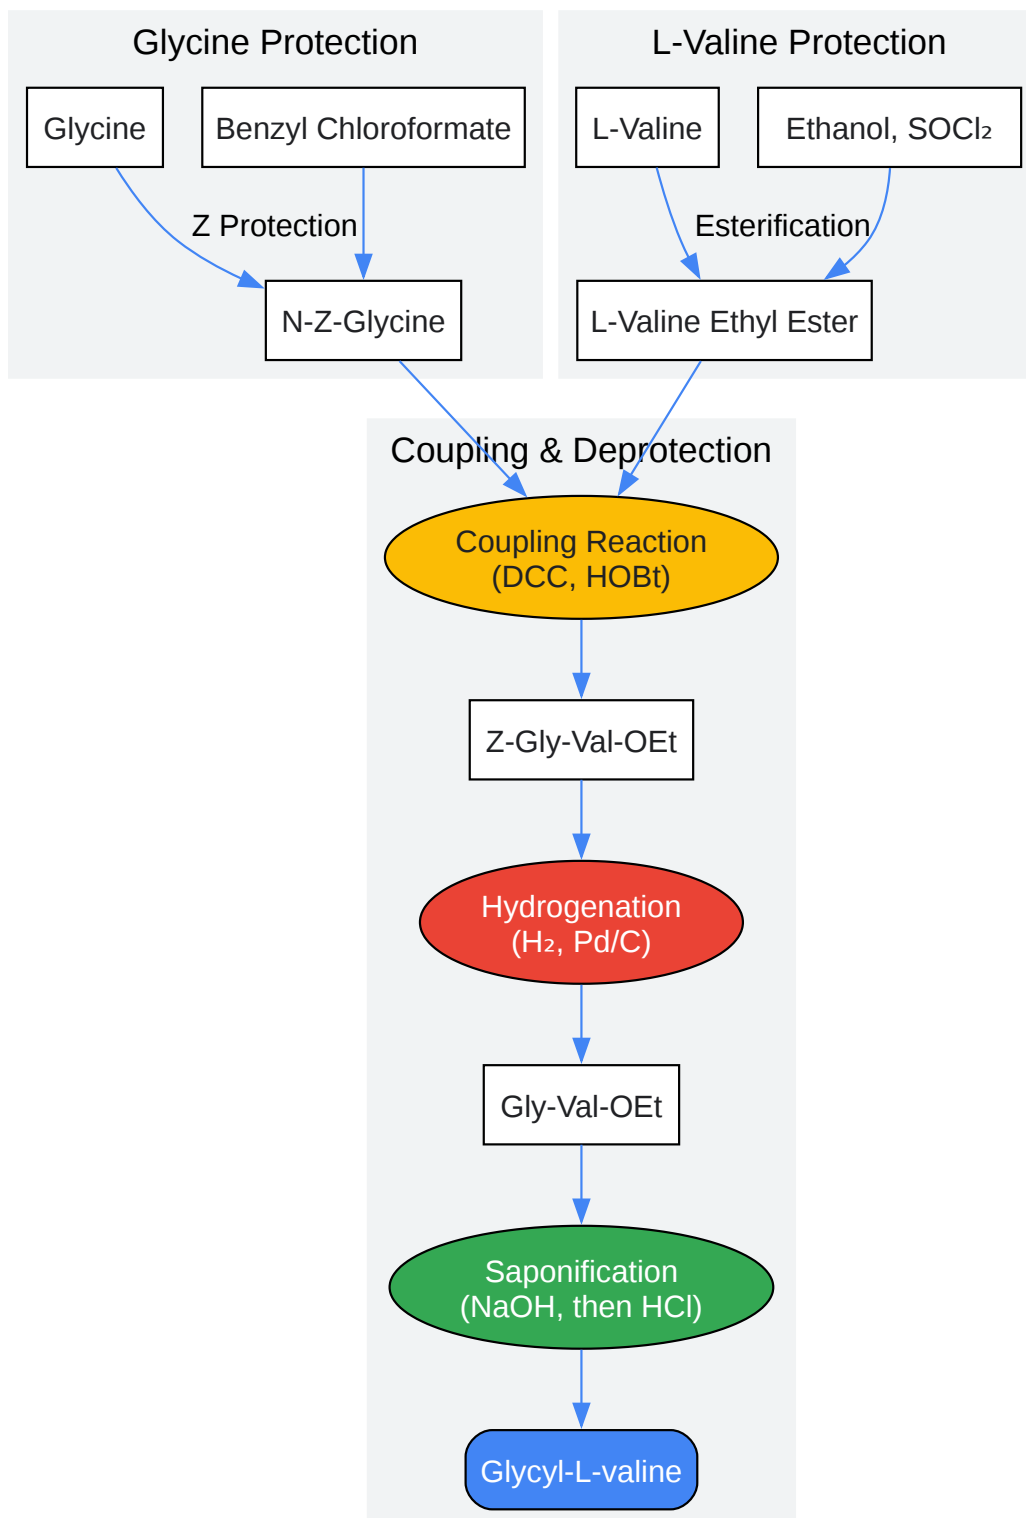 Glycine Protection
L-Valine Protection
Glycine
Benzyl Chloroformate
L-Valine
Ethanol, SOCl₂
Z Protection
Esterification
N-Z-Glycine
L-Valine Ethyl Ester
Coupling & Deprotection
Coupling Reaction
(DCC, HOBt)
Z-Gly-Val-OEt
Hydrogenation
(H₂, Pd/C)
Gly-Val-OEt
Saponification
(NaOH, then HCl)
Glycyl-L-valine